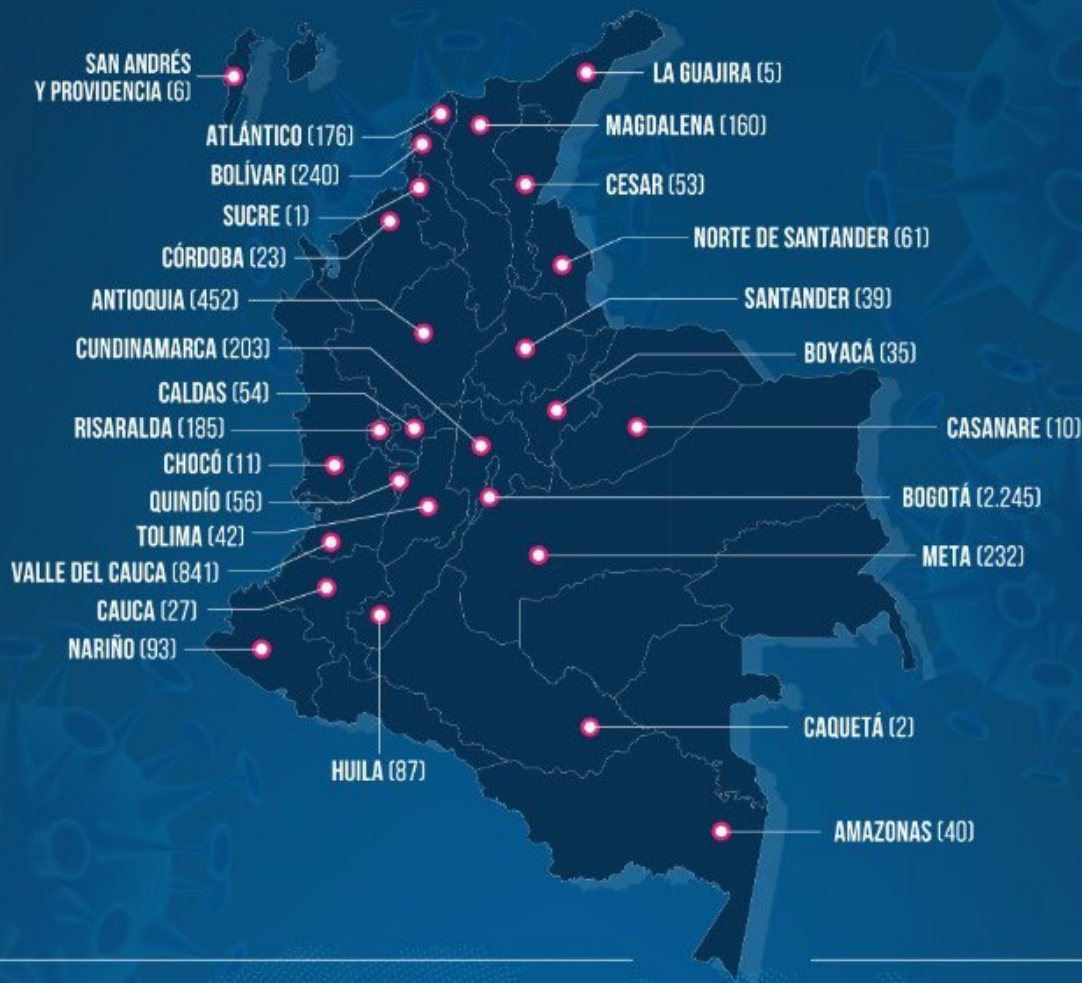 SAN ANDRÉS
Y PROVIDENCIA (6)
ATLÁNTICO (176)
BOLÍVAR (240)
SUCRE (1)
CÓRDOBA (23)
ANTIOQUIA (452)
CUNDINAMARCA (203)
CALDAS (54)
RISARALDA (185)
CHOCÓ (11)
QUINDÍO (56)
TOLIMA (42)
VALLE DEL CAUCA (841)
CAUCA (27)
NARIÑO (93)
HUILA (87)
LA GUAJIRA (5)
MAGDALENA (160)
CESAR (53)
NORTE DE SANTANDER (61)
SANTANDER (39)
BOYACÁ (35)
CASANARE (10)
BOGOTÁ (2.245)
META (232)
CAQUETÁ (2)
AMAZONAS (40)